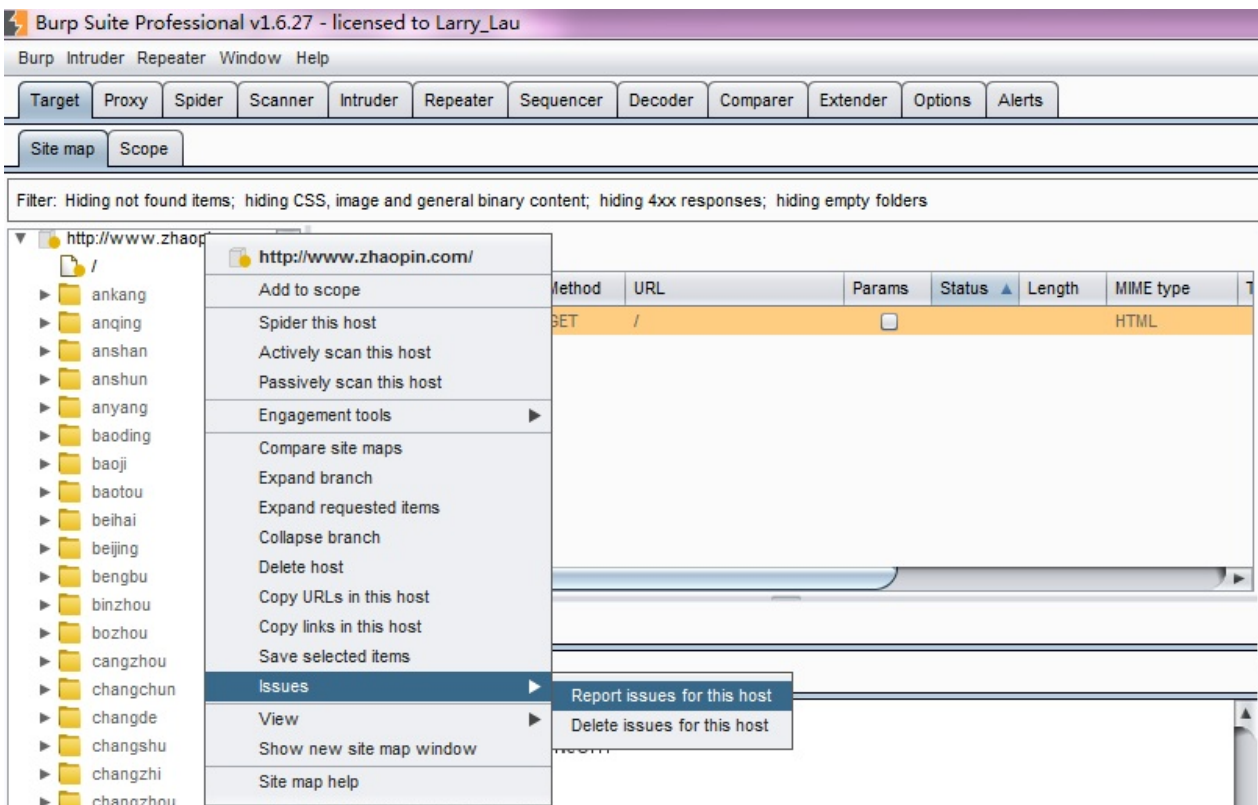 Burp Suite Professional v1.6.27 - licensed to Larry_Lau
Burp Intruder Repeater Window Help
Target Proxy Spider Scanner Intruder Repeater Sequencer Decoder Comparer Extender Options Alerts
Site map Scope
Filter: Hiding not found items; hiding CSS, image and general binary content; hiding 4xx responses; hiding empty folders
http://www.zhaop
/
ankang
anqing
anshan
anshun
anyang
baoding
baoji
baotou
beihai
beijing
bengbu
binzhou
bozhou
cangzhou
changchun
changde
changshu
changzhi
changzhou
http://www.zhaopin.com/
Add to scope
Spider this host
Actively scan this host
Passively scan this host
Engagement tools
Compare site maps
Expand branch
Expand requested items
Collapse branch
Delete host
Copy URLs in this host
Copy links in this host
Save selected items
Issues
View
Show new site map window
Site map help
Report issues for this host
Delete issues for this host
Method URL Params Status Length MIME type T
GET / HTML